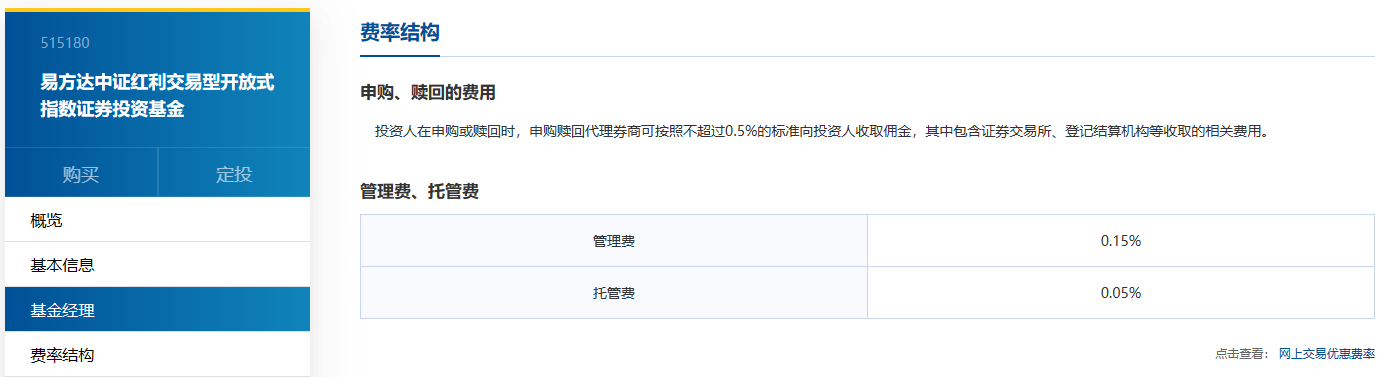 515180
易方达中证红利交易型开放式
指数证券投资基金
购买
定投
概览
基本信息
基金经理
费率结构
费率结构
申购、赎回的费用
投资人在申购或赎回时，申购赎回代理券商可按照不超过0.5%的标准向投资人收取佣金，其中包含证券交易所、登记结算机构等收取的相关费用。
管理费、托管费
管理费 0.15%
托管费 0.05%
点击查看： 网上交易优惠费率